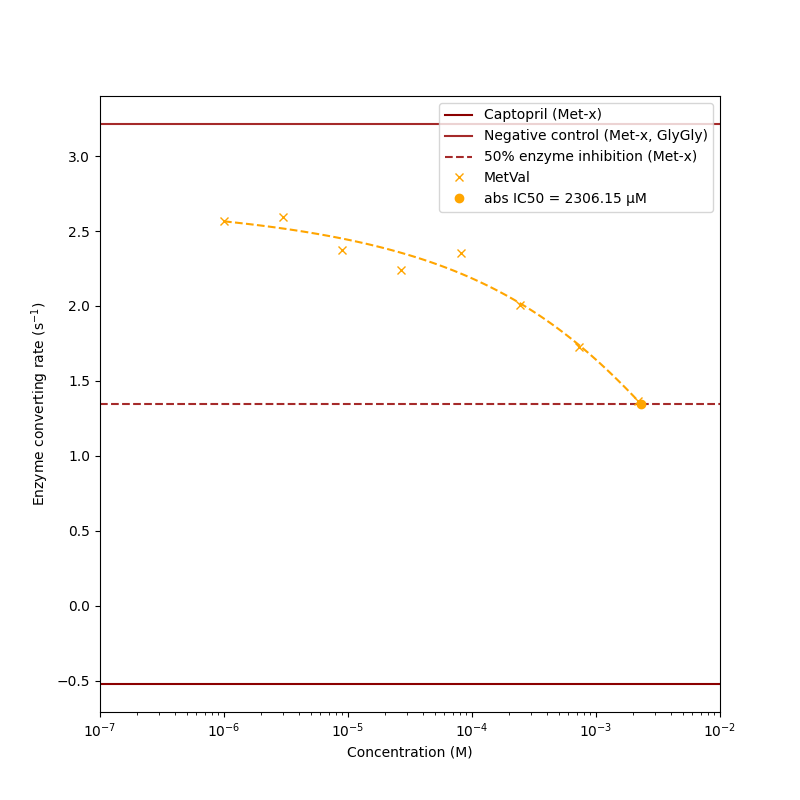 Captopril (Met-x)
Negative control (Met-x, GlyGly)
50% enzyme inhibition (Met-x)
MetVal
abs IC50 = 2306.15 µM
Enzyme converting rate (s⁻¹)
3.0
2.5
2.0
1.5
1.0
0.5
0.0
−0.5
10⁻⁷ 10⁻⁶ 10⁻⁵ 10⁻⁴ 10⁻³ 10⁻²
Concentration (M)